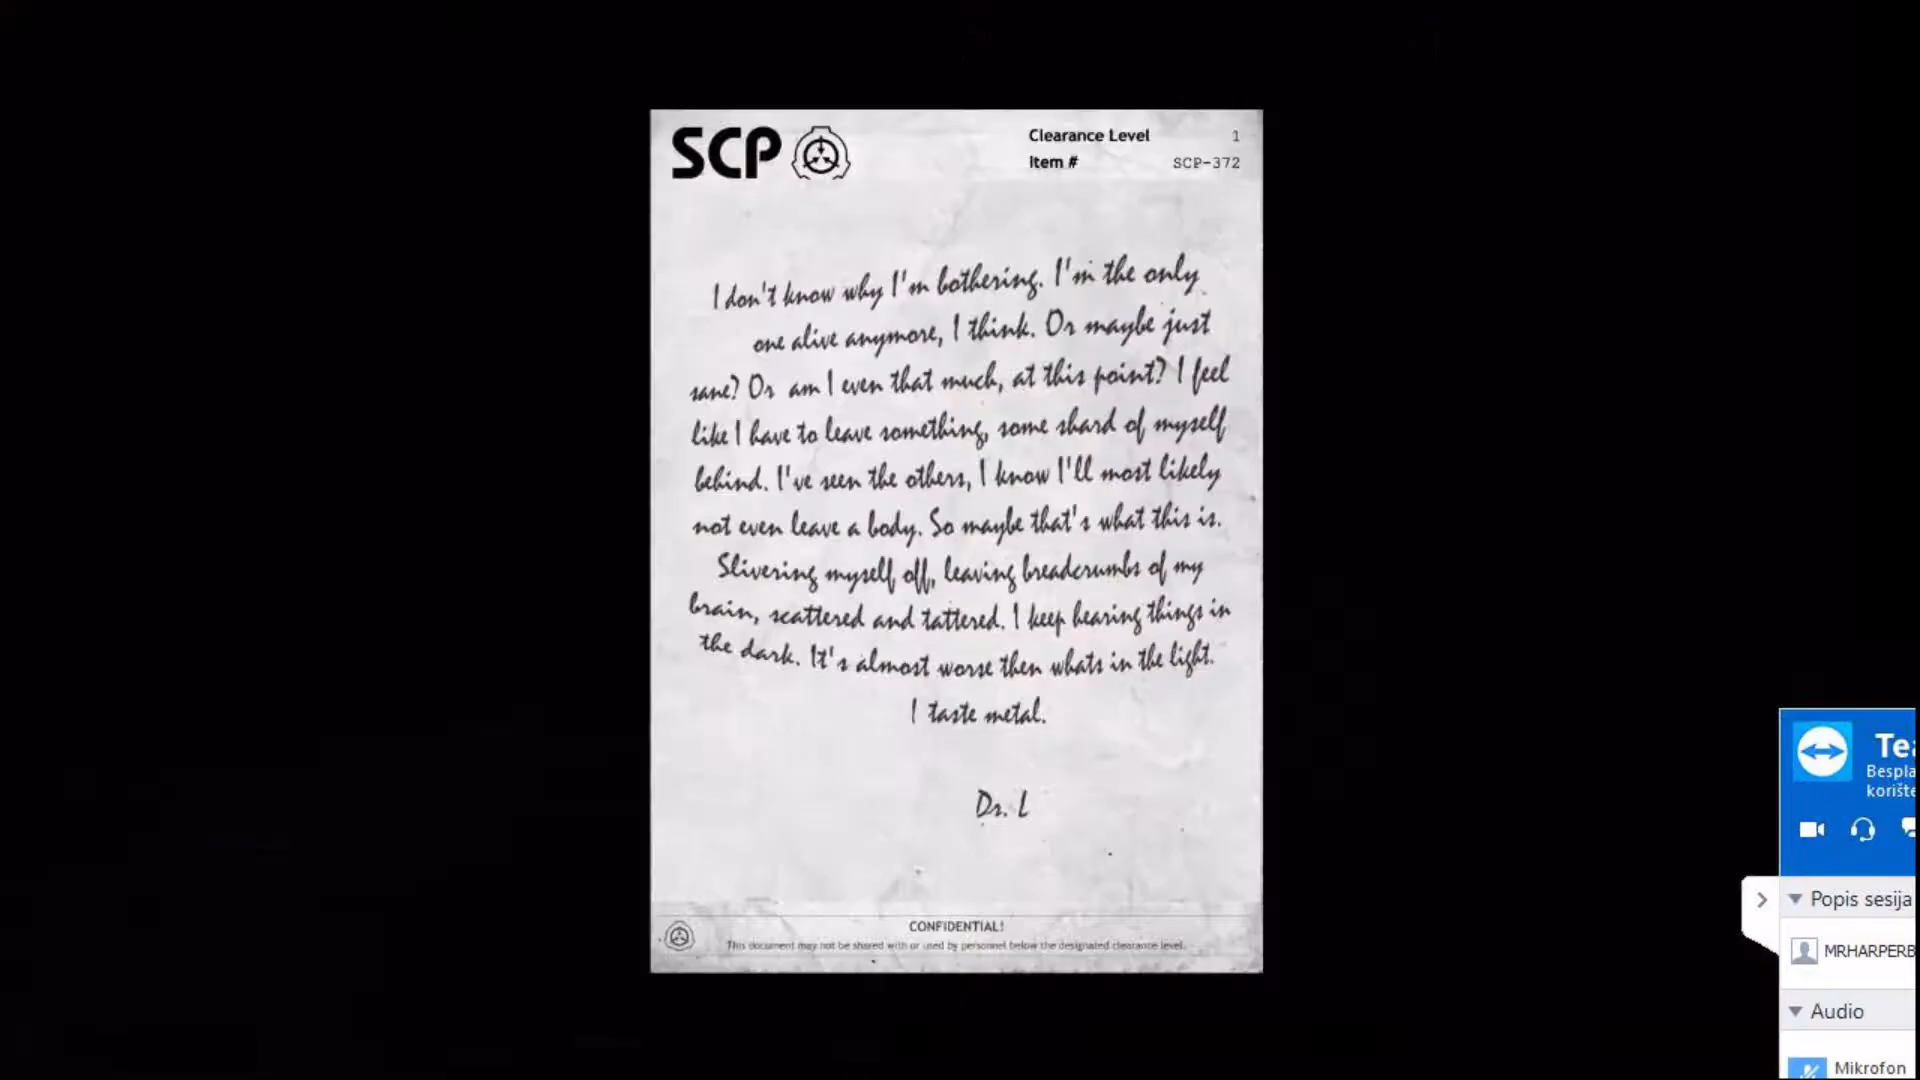 SCP
Clearance Level 1
Item # SCP-372
I don't know why I'm bothering. I'm the only
one alive anymore, I think. Or maybe just
sane? Or am I even that much, at this point? I feel
like I have to leave something, some shard of myself
behind. I've seen the others, I know I'll most likely
not even leave a body. So maybe that's what this is.
Slivering myself off, leaving breadcrumbs of my
brain, scattered and tattered. I keep hearing things in
the dark. It's almost worse then whats in the light.
I taste metal.
Dr. L
CONFIDENTIAL!
This document may not be shared with or used by personnel below the designated clearance level.
Tea
Bespla
korište
Popis sesija
MRHARPERB
Audio
Mikrofon